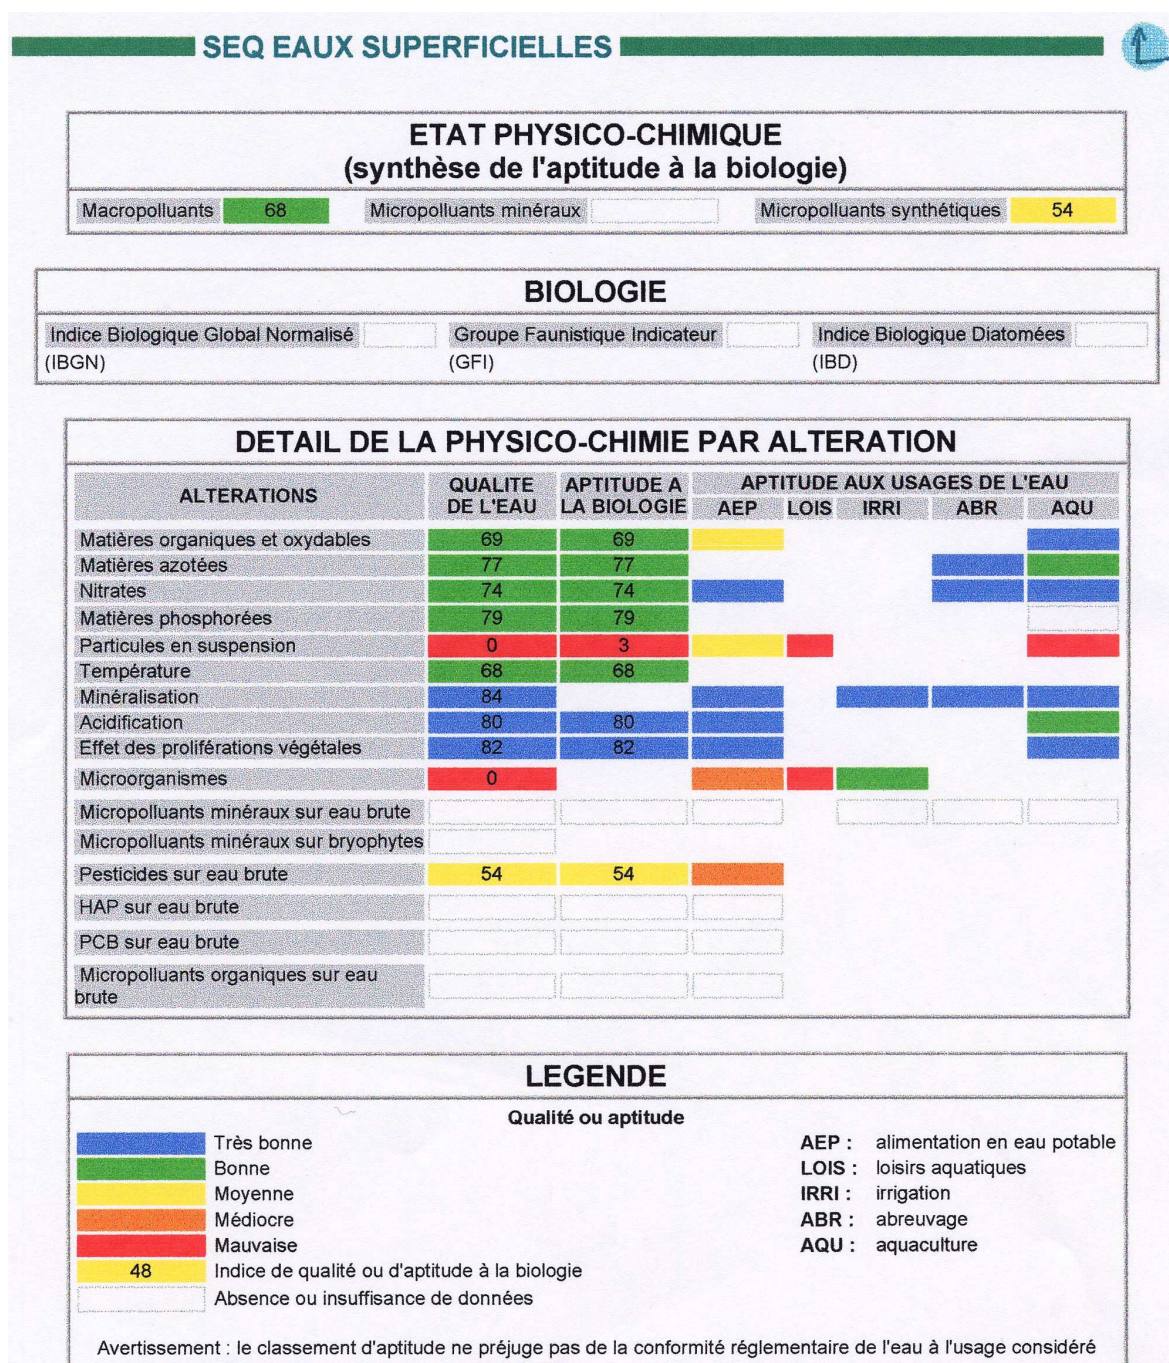 SEQ EAUX SUPERFICIELLES
ETAT PHYSICO-CHIMIQUE
(synthèse de l'aptitude à la biologie)
Macropolluants 68 Micropolluants minéraux Micropolluants synthétiques 54
BIOLOGIE
Indice Biologique Global Normalisé Groupe Faunistique Indicateur Indice Biologique Diatomées
(IBGN) (GFI) (IBD)
DETAIL DE LA PHYSICO-CHIMIE PAR ALTERATION
ALTERATIONS QUALITE DE L'EAU APTITUDE A LA BIOLOGIE APTITUDE AUX USAGES DE L'EAU
AEP LOIS IRRI ABR AQU
Matières organiques et oxydables 69 69
Matières azotées 77 77
Nitrates 74 74
Matières phosphorées 79 79
Particules en suspension 0 3
Température 68 68
Minéralisation 84
Acidification 80 80
Effet des proliférations végétales 82 82
Microorganismes 0
Micropolluants minéraux sur eau brute
Micropolluants minéraux sur bryophytes
Pesticides sur eau brute 54 54
HAP sur eau brute
PCB sur eau brute
Micropolluants organiques sur eau
brute
LEGENDE
Qualité ou aptitude
Très bonne AEP : alimentation en eau potable
Bonne LOIS : loisirs aquatiques
Moyenne IRRI : irrigation
Médiocre ABR : abreuvage
Mauvaise AQU : aquaculture
48 Indice de qualité ou d'aptitude à la biologie
Absence ou insuffisance de données
Avertissement : le classement d'aptitude ne préjuge pas de la conformité réglementaire de l'eau à l'usage considéré